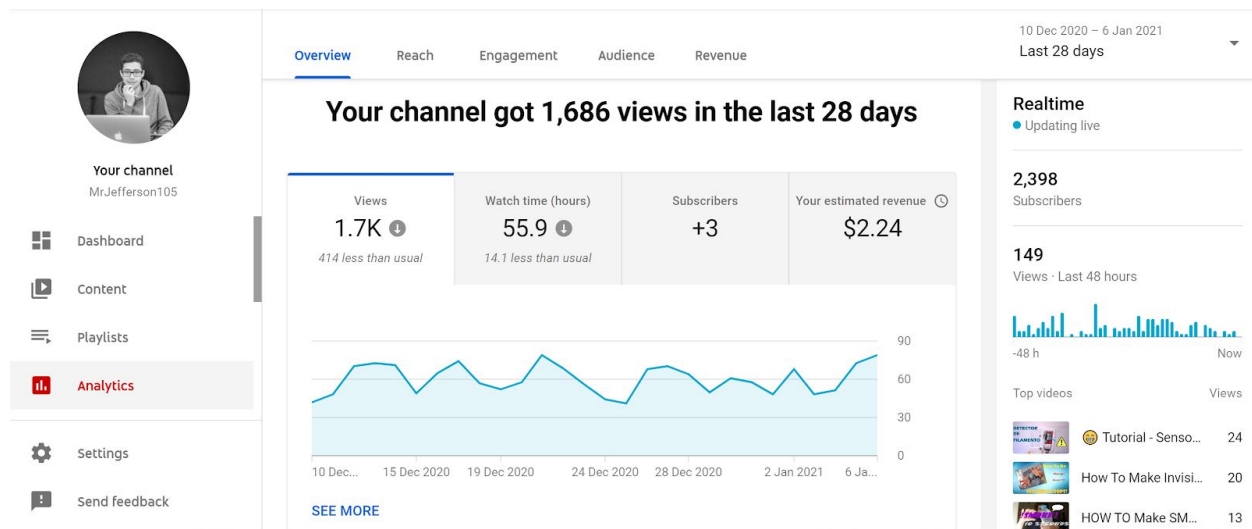 Your channel
MrJefferson105
Dashboard
Content
Playlists
Analytics
Settings
Send feedback
Overview
Reach
Engagement
Audience
Revenue
10 Dec 2020 – 6 Jan 2021
Last 28 days
Your channel got 1,686 views in the last 28 days
Views
1.7K
414 less than usual
Watch time (hours)
55.9
14.1 less than usual
Subscribers
+3
Your estimated revenue
$2.24
90
60
30
0
10 Dec...
15 Dec 2020
19 Dec 2020
24 Dec 2020
28 Dec 2020
2 Jan 2021
6 Ja...
SEE MORE
Realtime
Updating live
2,398
Subscribers
149
Views · Last 48 hours
-48 h
Now
Top videos
Views
DETECTOR
DE
FILAMENTO
😁 Tutorial - Senso...
24
How To Make Invisi...
20
HOW TO Make SM...
13